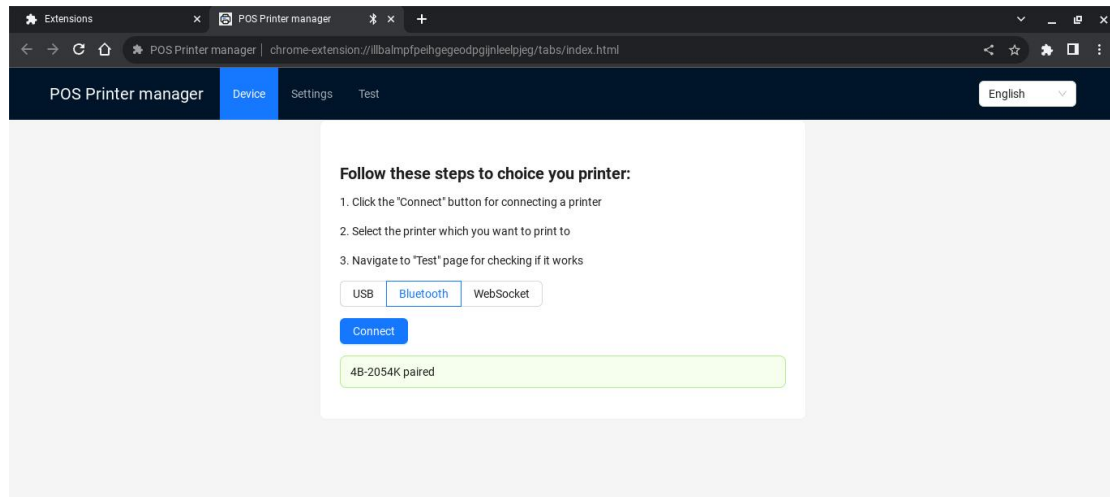 Extensions
POS Printer manager
POS Printer manager | chrome-extension://illbalmpfpeihgegeodpgijnleelpjeg/tabs/index.html
POS Printer manager Device Settings Test English
Follow these steps to choice you printer:
1. Click the "Connect" button for connecting a printer
2. Select the printer which you want to print to
3. Navigate to "Test" page for checking if it works
USB Bluetooth WebSocket
Connect
4B-2054K paired